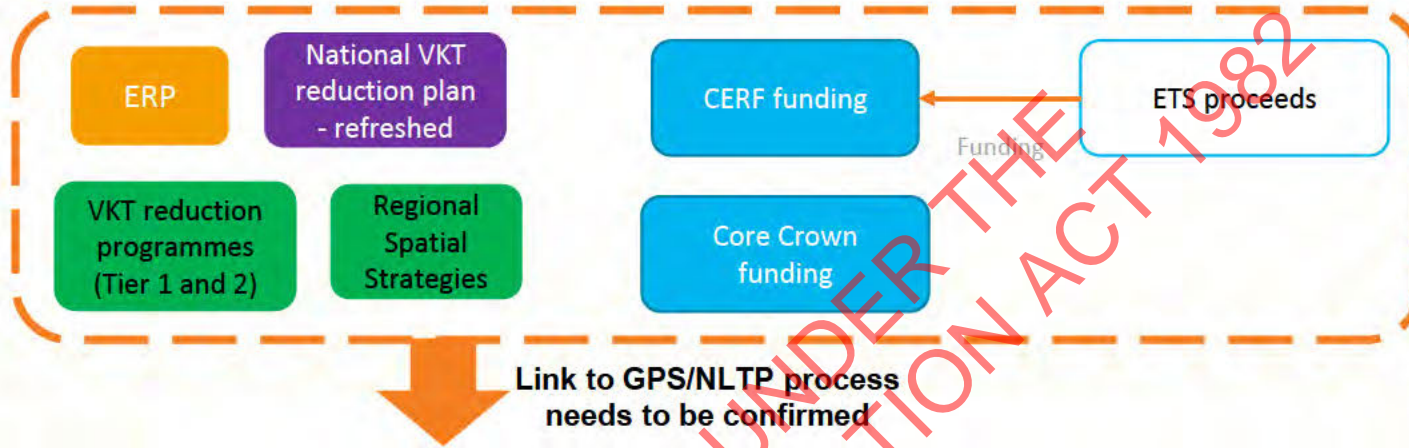 ERP
National VKT
reduction plan
- refreshed
CERF funding
ETS proceeds
Funding
VKT reduction
programmes
(Tier 1 and 2)
Regional
Spatial
Strategies
Core Crown
funding
Link to GPS/NLTP process
needs to be confirmed
UNDER THE
TION ACT 1982